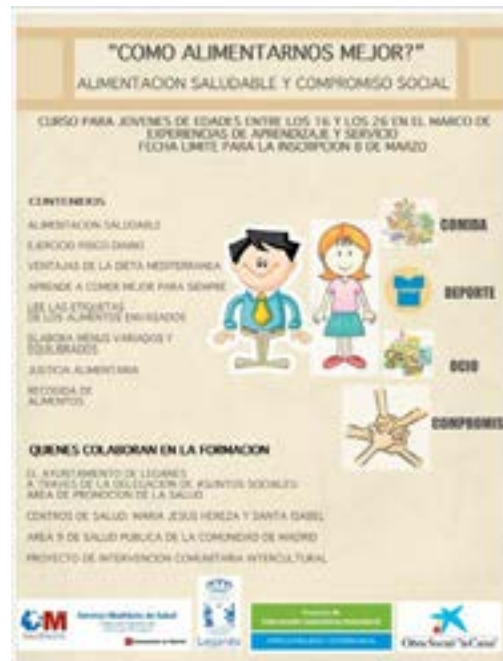 "COMO ALIMENTARNOS MEJOR?"
ALIMENTACION SALUDABLE Y COMPROMISO SOCIAL
CURSO PARA JOVENES DE EDADES ENTRE LOS 16 Y LOS 26 EN EL MARCO DE
EXPERIENCIAS DE APRENDIZAJE Y SERVICIO
FECHA LIMITE PARA LA INSCRIPCION 8 DE MARZO
CONTENIDOS
ALIMENTACION SALUDABLE
EJERCICIO FISICO DIARIO
VENTAJAS DE LA DIETA MEDITERRANEA
APRENDE A COMER MEJOR PARA SIEMPRE
LEE LAS ETIQUETAS
DE LOS ALIMENTOS ENVASADOS
ELABORA MENUS VARIADOS Y
EQUILIBRADOS
JUSTICIA ALIMENTARIA
RECOGIDA DE
ALIMENTOS
COMIDA
DEPORTE
OCIO
COMPROMIS
QUIENES COLABORAN EN LA FORMACION
EL AYUNTAMIENTO DE LEGANES
A TRAVES DE LA DELEGACION DE ASUNTOS SOCIALES
AREA DE PROMOCION DE LA SALUD
CENTROS DE SALUD: MARIA JESUS HEREZA Y SANTA ISABEL
AREA 9 DE SALUD PUBLICA DE LA COMUNIDAD DE MADRID
PROYECTO DE INTERVENCION COMUNITARIA INTERCULTURAL
Servicio Madrileño de Salud
Leganés
Obra Social "la Caixa"